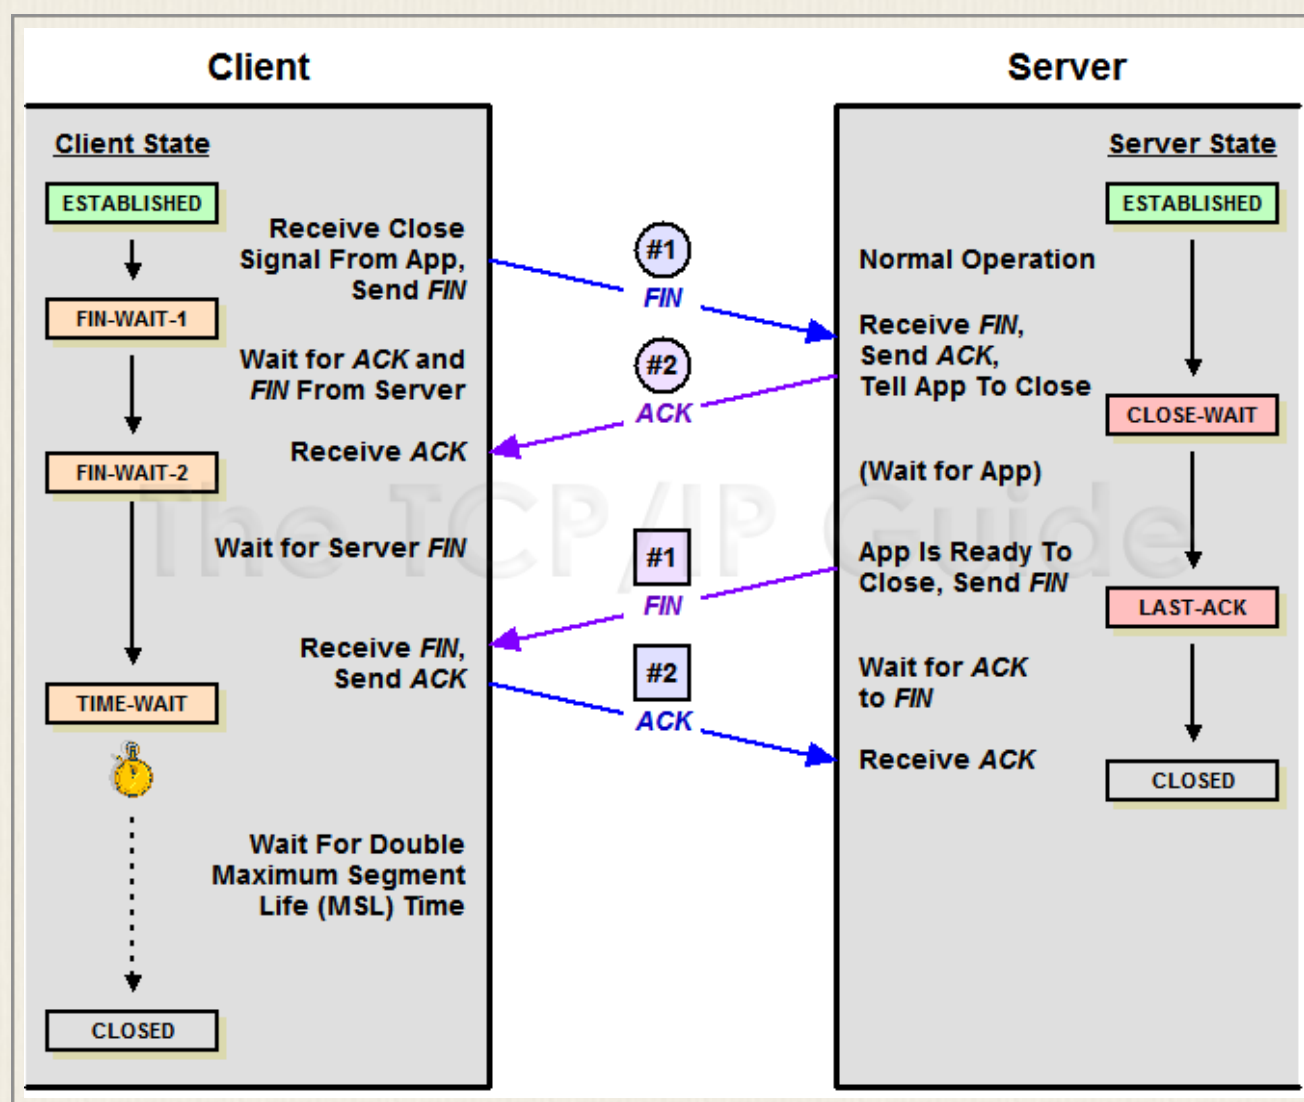 Client
Server
Client State
ESTABLISHED
Receive Close
Signal From App,
Send FIN
FIN-WAIT-1
Wait for ACK and
FIN From Server
Receive ACK
FIN-WAIT-2
Wait for Server FIN
Receive FIN,
Send ACK
TIME-WAIT
Wait For Double
Maximum Segment
Life (MSL) Time
CLOSED
#1
FIN
#2
ACK
#1
FIN
#2
ACK
Server State
ESTABLISHED
Normal Operation
Receive FIN,
Send ACK,
Tell App To Close
CLOSE-WAIT
(Wait for App)
App Is Ready To
Close, Send FIN
LAST-ACK
Wait for ACK
to FIN
Receive ACK
CLOSED
The TCP/IP Guide